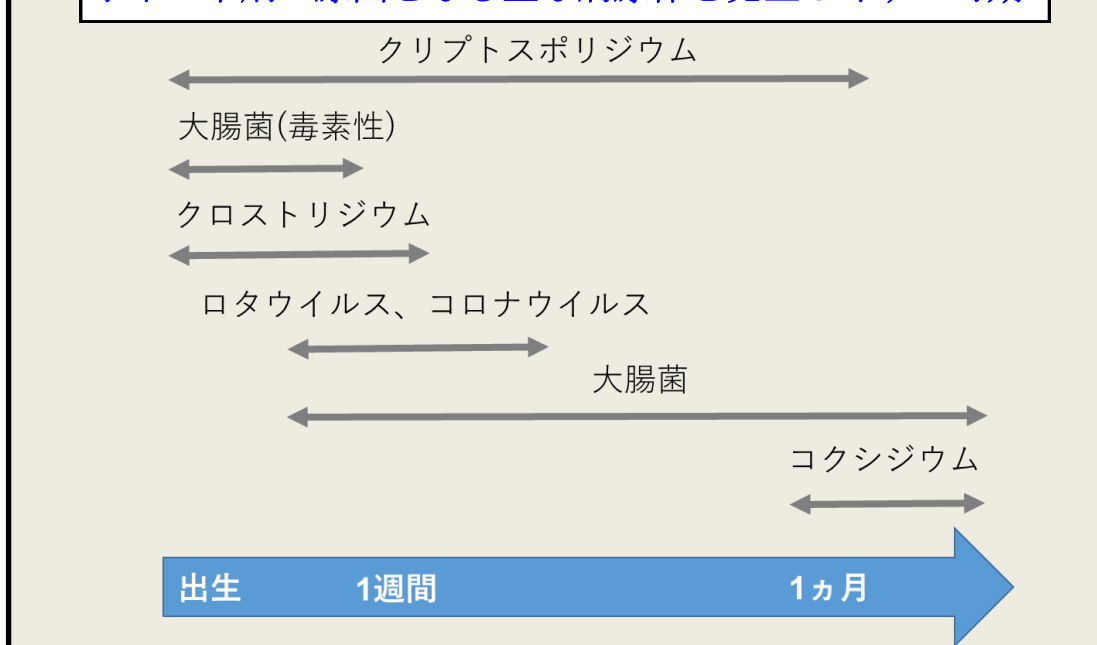 クリプトスポリジウム
大腸菌(毒素性)
クロストリジウム
ロタウイルス、コロナウイルス
大腸菌
コクシジウム
出生 1週間 1ヵ月